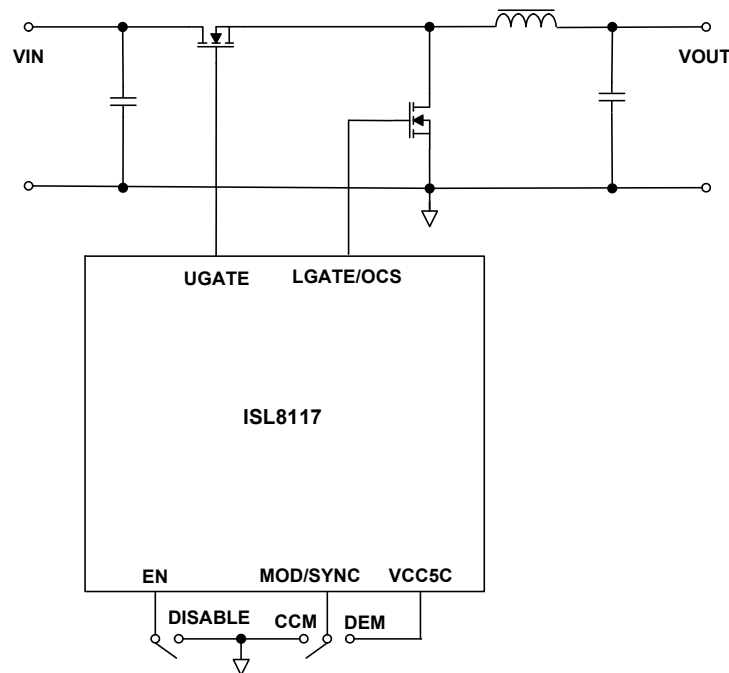 VIN
VOUT
UGATE
LGATE/OCS
ISL8117
EN
MOD/SYNC
VCC5C
DISABLE
CCM
DEM